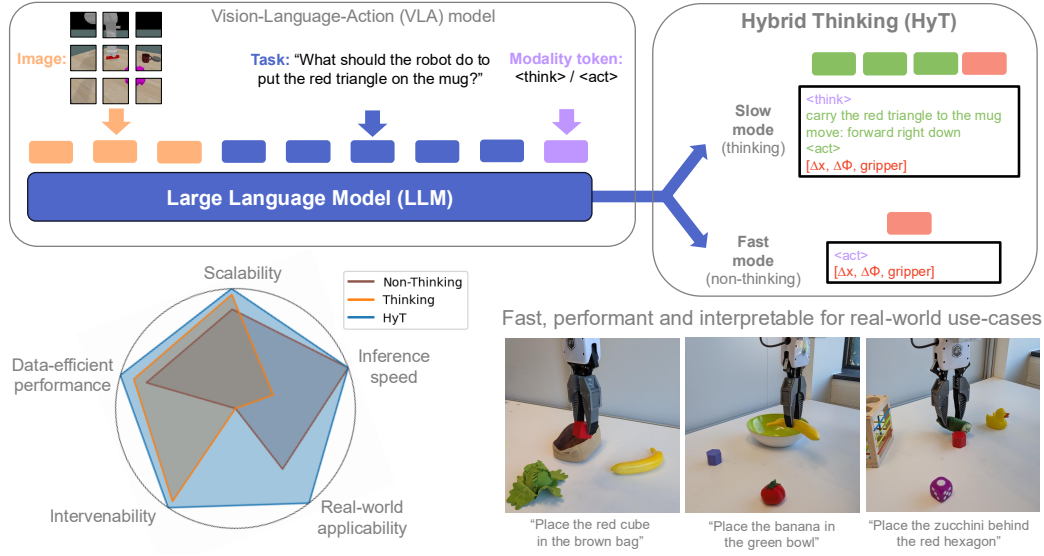 Vision-Language-Action (VLA) model
Image:
Task: “What should the robot do to
put the red triangle on the mug?”
Modality token:
<think> / <act>
Large Language Model (LLM)
Hybrid Thinking (HyT)
Slow
mode
(thinking)
<think>
carry the red triangle to the mug
move: forward right down
<act>
[Δx, ΔΦ, gripper]
Fast
mode
(non-thinking)
<act>
[Δx, ΔΦ, gripper]
Scalability
Non-Thinking
Thinking
HyT
Data-efficient
performance
Inference
speed
Intervenability
Real-world
applicability
Fast, performant and interpretable for real-world use-cases
“Place the red cube
in the brown bag”
“Place the banana in
the green bowl”
“Place the zucchini behind
the red hexagon”